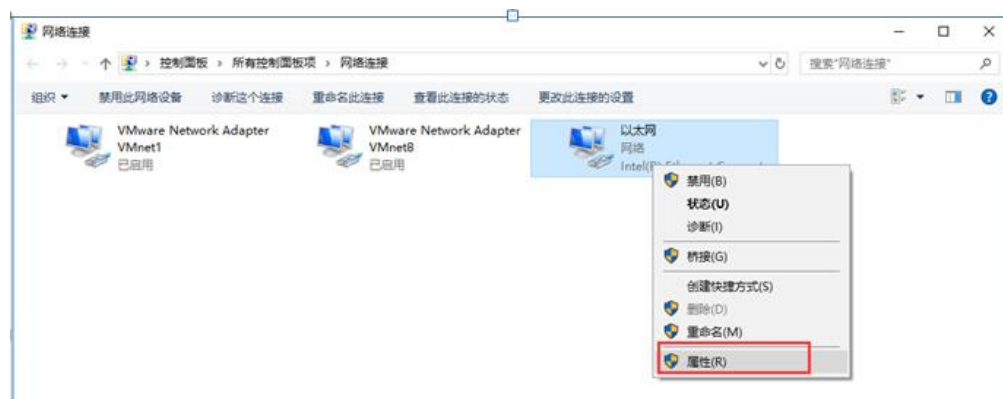 网络连接
控制面板 › 所有控制面板项 › 网络连接
搜索"网络连接"
组织 禁用此网络设备 诊断这个连接 重命名此连接 查看此连接的状态 更改此连接的设置
VMware Network Adapter VMnet1
已启用
VMware Network Adapter VMnet8
已启用
以太网
网络
禁用(B)
状态(U)
诊断(I)
桥接(G)
创建快捷方式(S)
删除(D)
重命名(M)
属性(R)